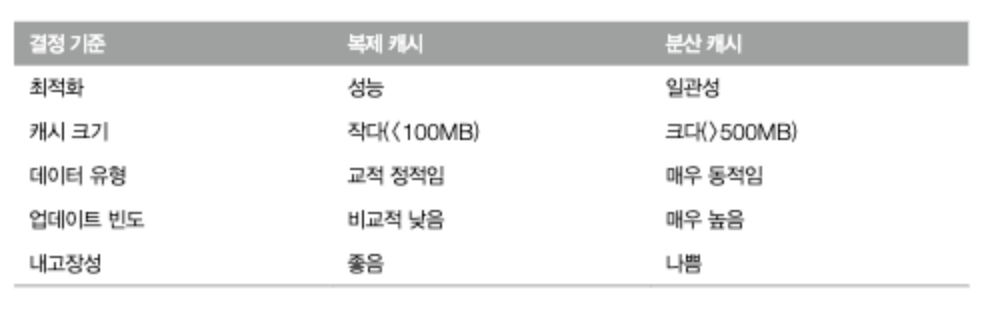 결정 기준 복제 캐시 분산 캐시
최적화 성능 일관성
캐시 크기 작다(〈100MB) 크다(〉500MB)
데이터 유형 교적 정적임 매우 동적임
업데이트 빈도 비교적 낮음 매우 높음
내고장성 좋음 나쁨